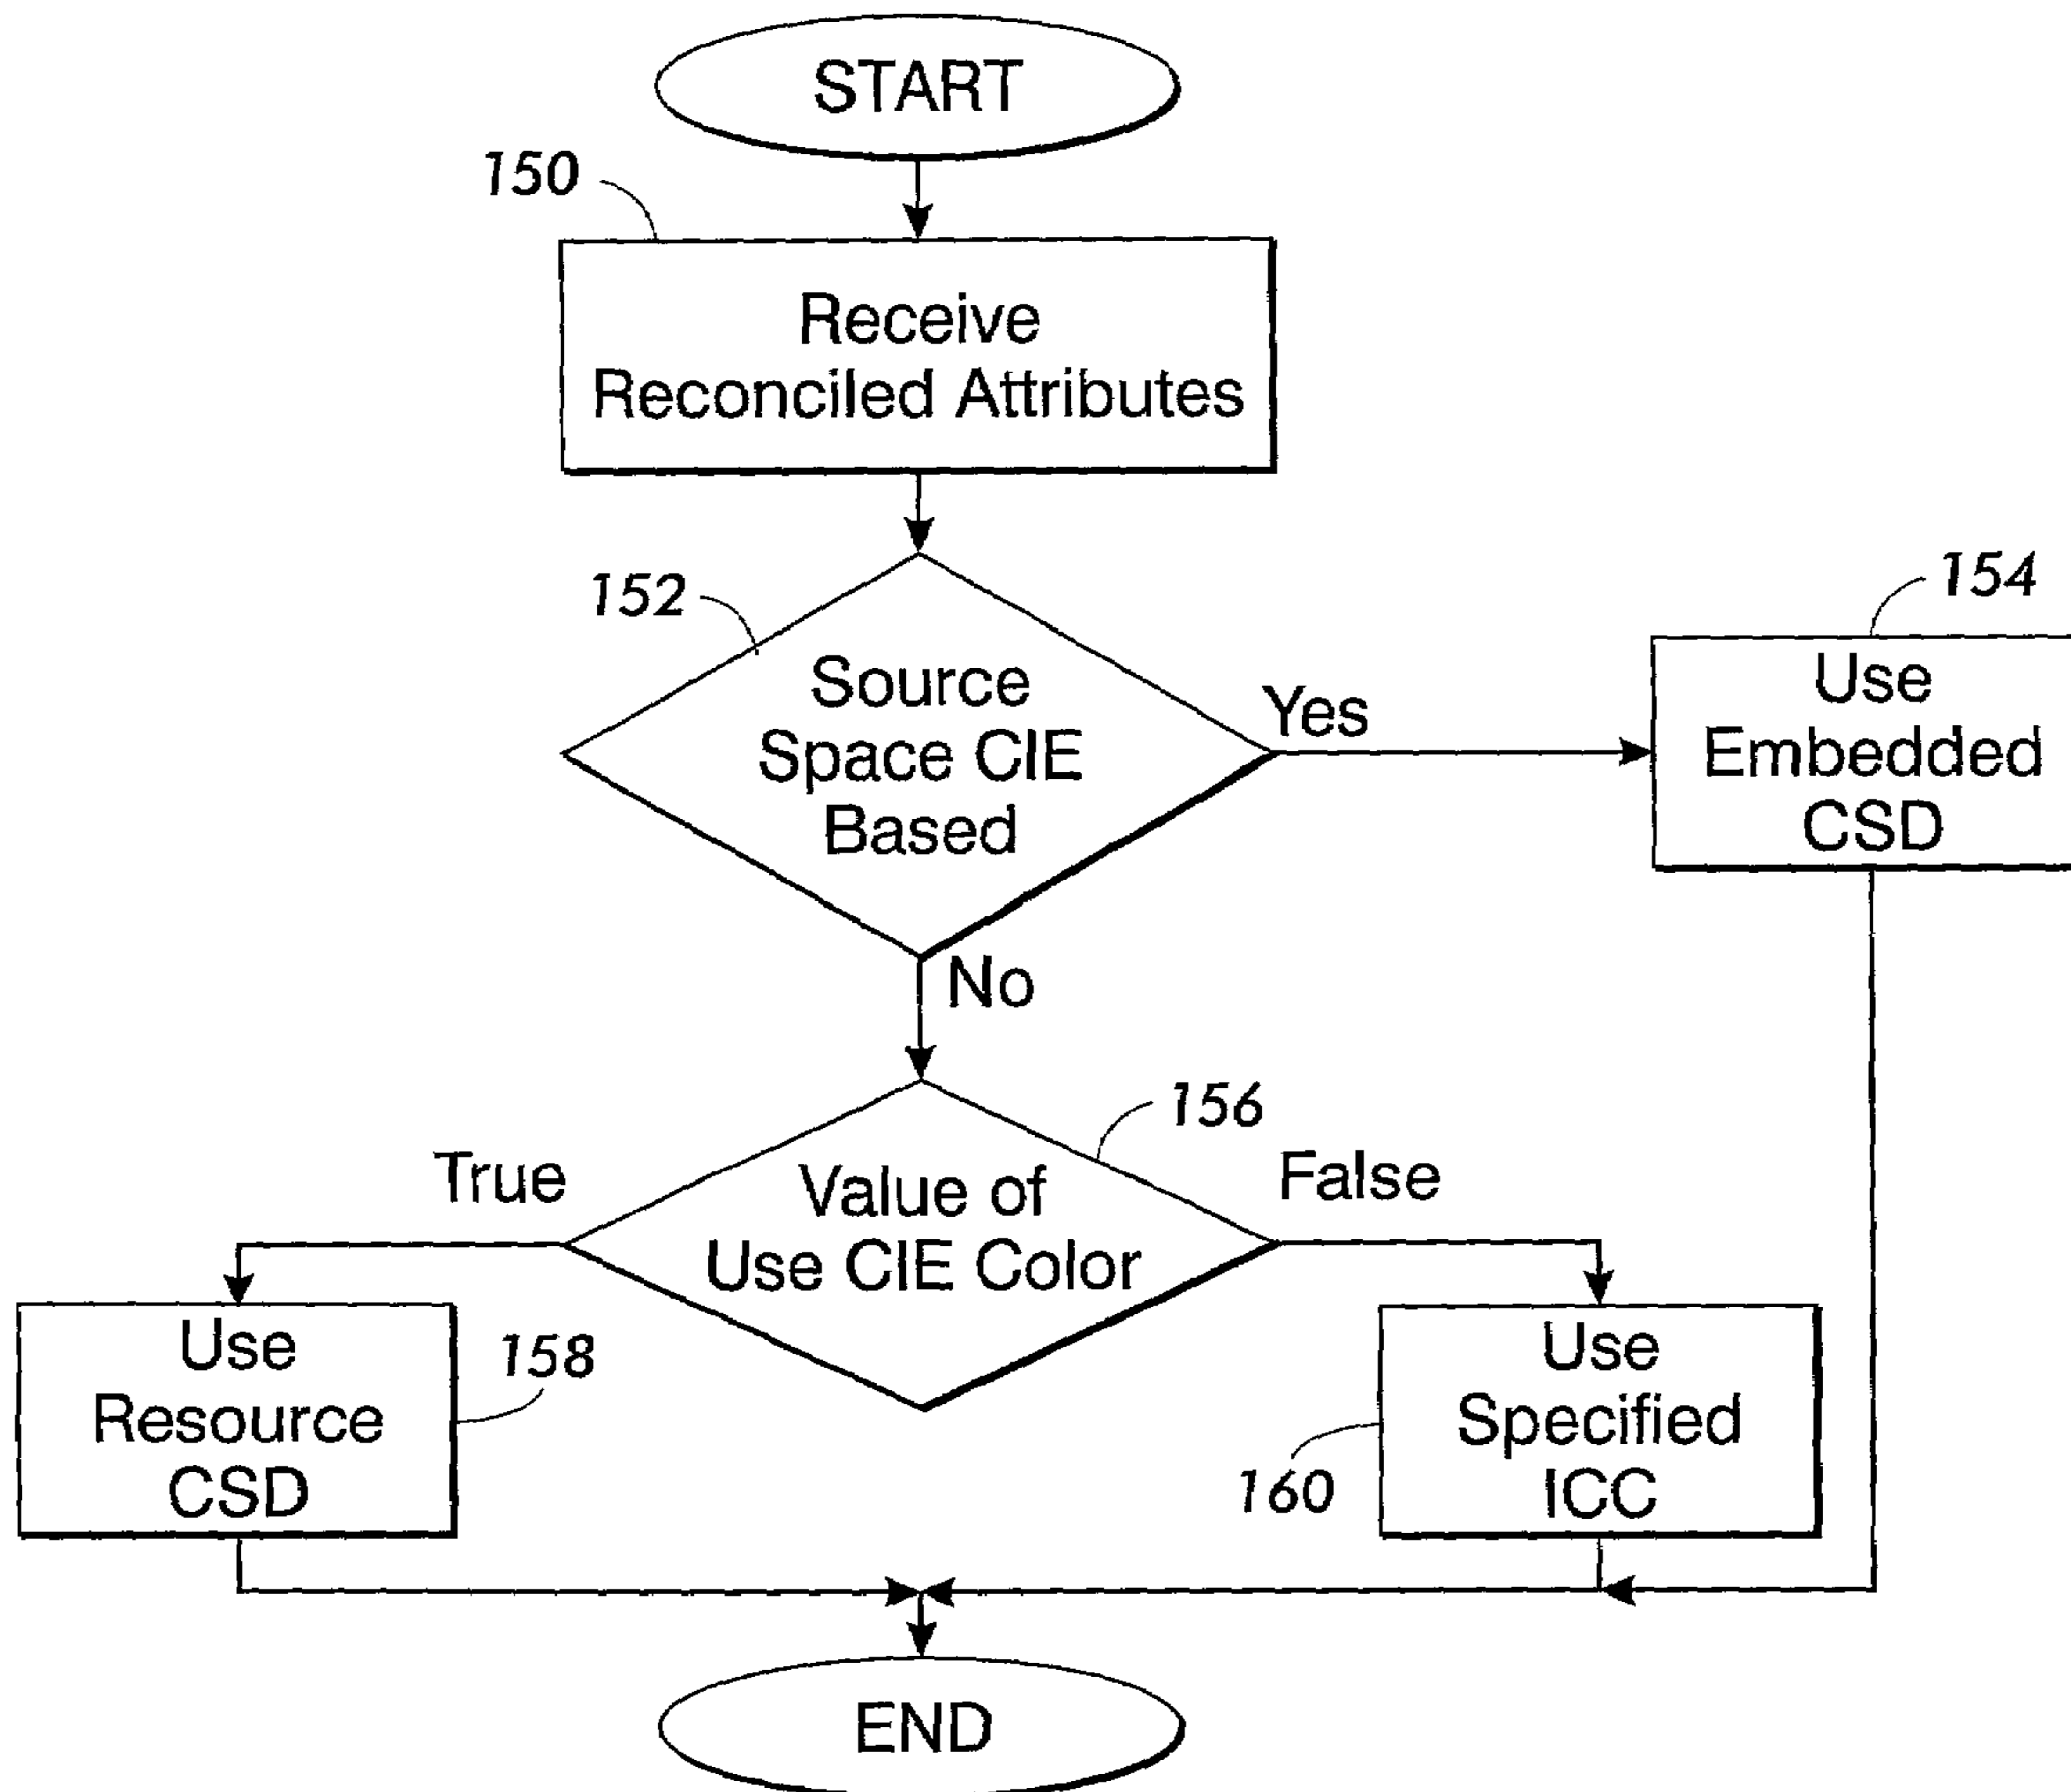 START
150
Receive
Reconciled Attributes
152
Source
Space CIE
Based
Yes
154
Use
Embedded
CSD
No
156
Value of
Use CIE Color
True
False
Use
Resource
CSD
158
Use
Specified
ICC
160
END